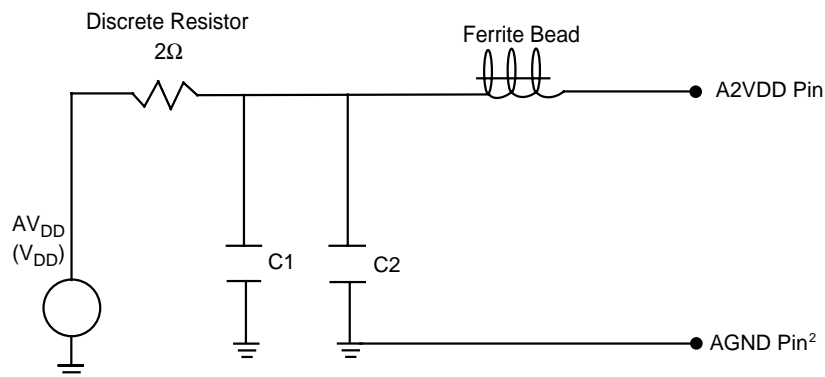 Discrete Resistor
2Ω
Ferrite Bead
A2VDD Pin
AV_DD
(V_DD)
C1
C2
AGND Pin²